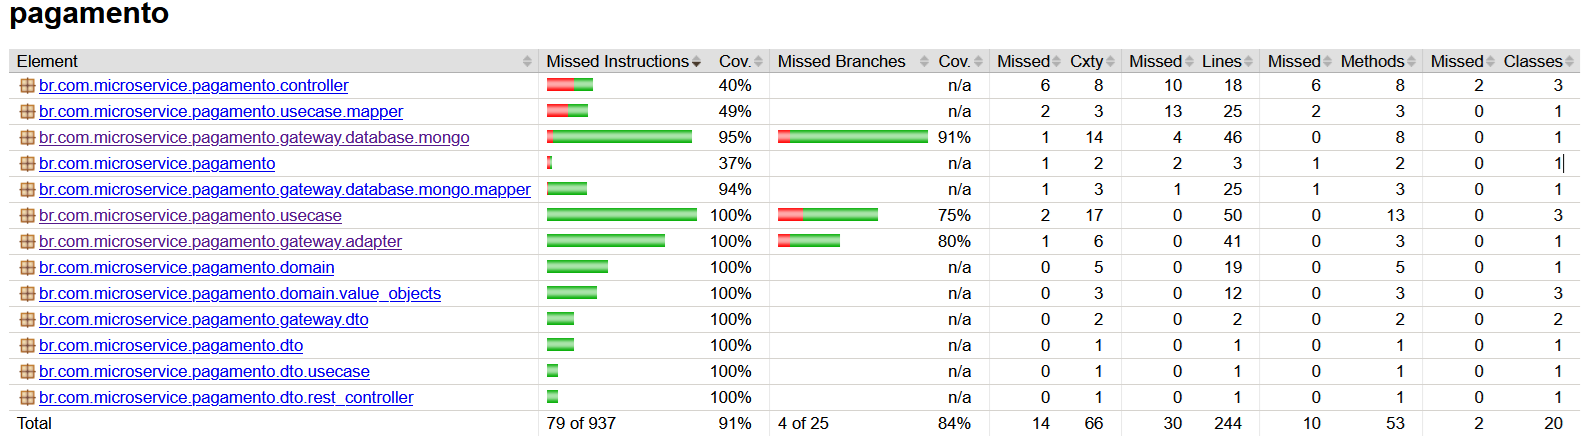 pagamento
Element Missed Instructions Cov. Missed Branches Cov. Missed Cxty Missed Lines Missed Methods Missed Classes
br.com.microservice.pagamento.controller 40% n/a 6 8 10 18 6 8 2 3
br.com.microservice.pagamento.usecase.mapper 49% n/a 2 3 13 25 2 3 0 1
br.com.microservice.pagamento.gateway.database.mongo 95% 91% 1 14 4 46 0 8 0 1
br.com.microservice.pagamento 37% n/a 1 2 2 3 1 2 0 1
br.com.microservice.pagamento.gateway.database.mongo.mapper 94% n/a 1 3 1 25 1 3 0 1
br.com.microservice.pagamento.usecase 100% 75% 2 17 0 50 0 13 0 3
br.com.microservice.pagamento.gateway.adapter 100% 80% 1 6 0 41 0 3 0 1
br.com.microservice.pagamento.domain 100% n/a 0 5 0 19 0 5 0 1
br.com.microservice.pagamento.domain.value_objects 100% n/a 0 3 0 12 0 3 0 3
br.com.microservice.pagamento.gateway.dto 100% n/a 0 2 0 2 0 2 0 2
br.com.microservice.pagamento.dto 100% n/a 0 1 0 1 0 1 0 1
br.com.microservice.pagamento.dto.usecase 100% n/a 0 1 0 1 0 1 0 1
br.com.microservice.pagamento.dto.rest_controller 100% n/a 0 1 0 1 0 1 0 1
Total 79 of 937 91% 4 of 25 84% 14 66 30 244 10 53 2 20